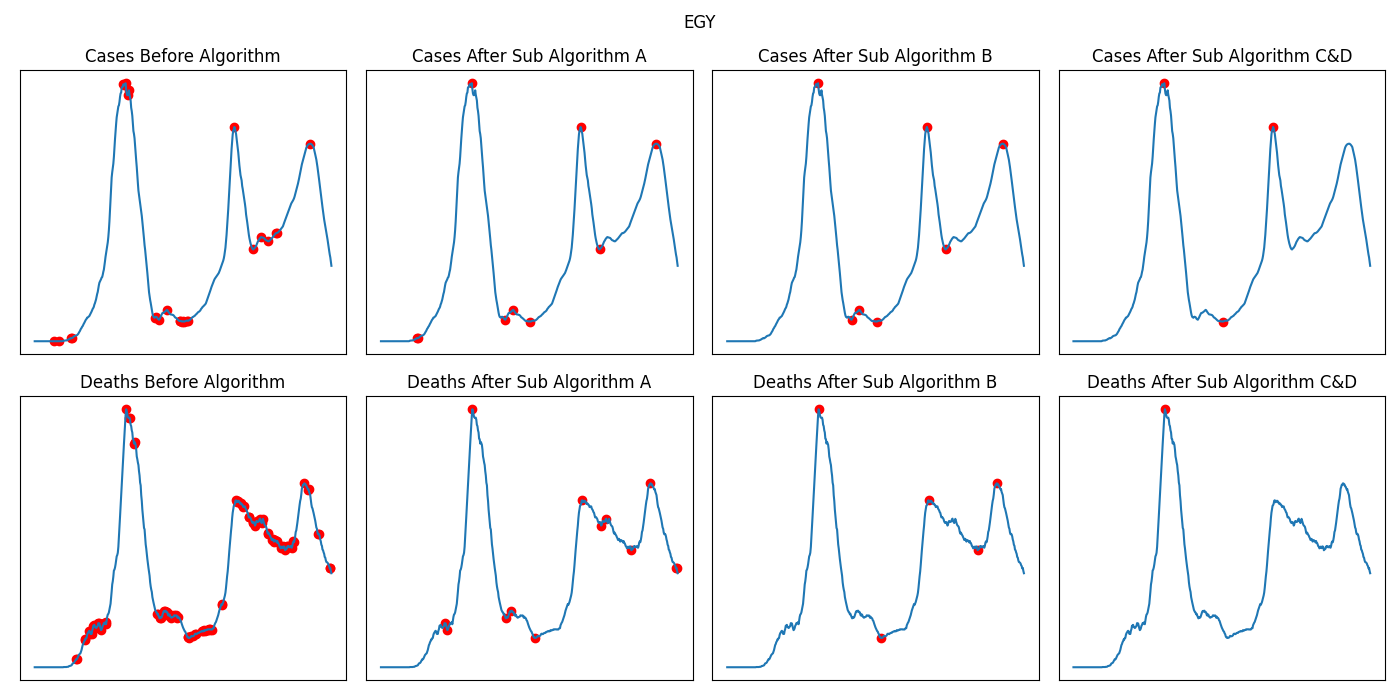 EGY
Cases Before Algorithm
Cases After Sub Algorithm A
Cases After Sub Algorithm B
Cases After Sub Algorithm C&D
Deaths Before Algorithm
Deaths After Sub Algorithm A
Deaths After Sub Algorithm B
Deaths After Sub Algorithm C&D